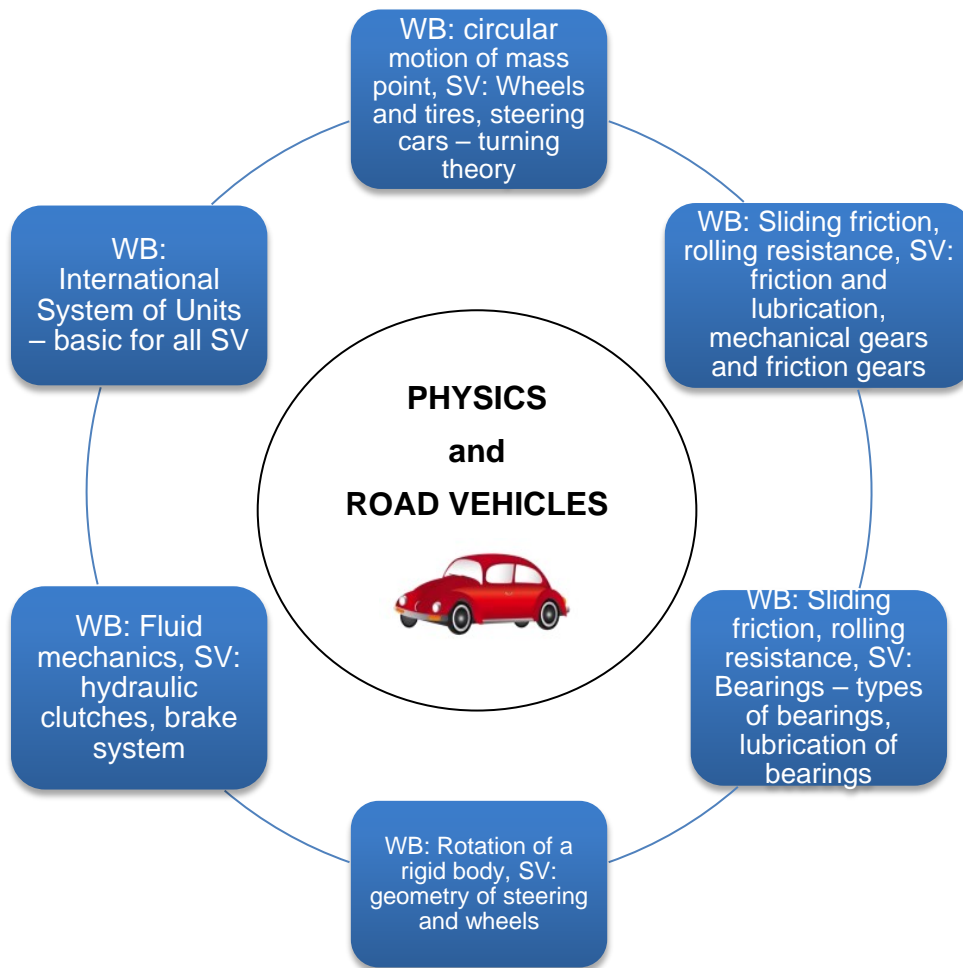 WB: circular
motion of mass
point, SV: Wheels
and tires, steering
cars – turning
theory
WB: Sliding friction,
rolling resistance, SV:
friction and
lubrication,
mechanical gears
and friction gears
WB: Sliding
friction, rolling
resistance, SV:
Bearings – types
of bearings,
lubrication of
bearings
WB: Rotation of a
rigid body, SV:
geometry of steering
and wheels
WB: Fluid
mechanics, SV:
hydraulic
clutches, brake
system
WB:
International
System of Units
– basic for all SV
PHYSICS
and
ROAD VEHICLES